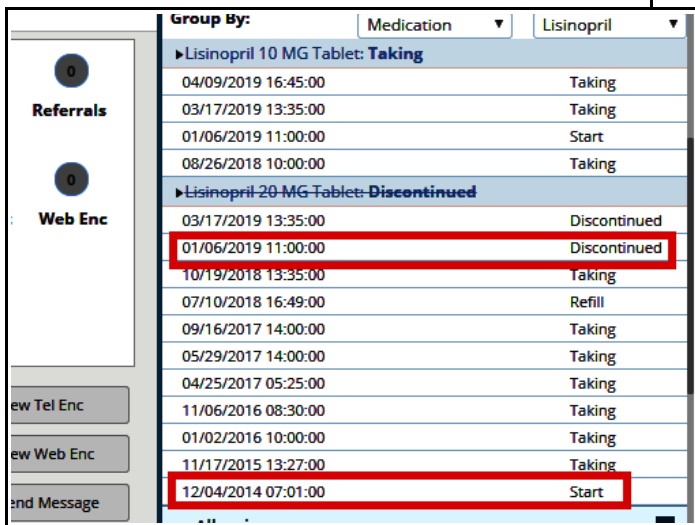 Group By:
Medication ▼
Lisinopril ▼
▶Lisinopril 10 MG Tablet: Taking
04/09/2019 16:45:00 Taking
03/17/2019 13:35:00 Taking
01/06/2019 11:00:00 Start
08/26/2018 10:00:00 Taking
▶Lisinopril 20 MG Tablet: Discontinued
03/17/2019 13:35:00 Discontinued
01/06/2019 11:00:00 Discontinued
10/19/2018 13:35:00 Taking
07/10/2018 16:49:00 Refill
09/16/2017 14:00:00 Taking
05/29/2017 14:00:00 Taking
04/25/2017 05:25:00 Taking
11/06/2016 08:30:00 Taking
01/02/2016 10:00:00 Taking
11/17/2015 13:27:00 Taking
12/04/2014 07:01:00 Start
0
Referrals
0
Web Enc
ew Tel Enc
ew Web Enc
end Message